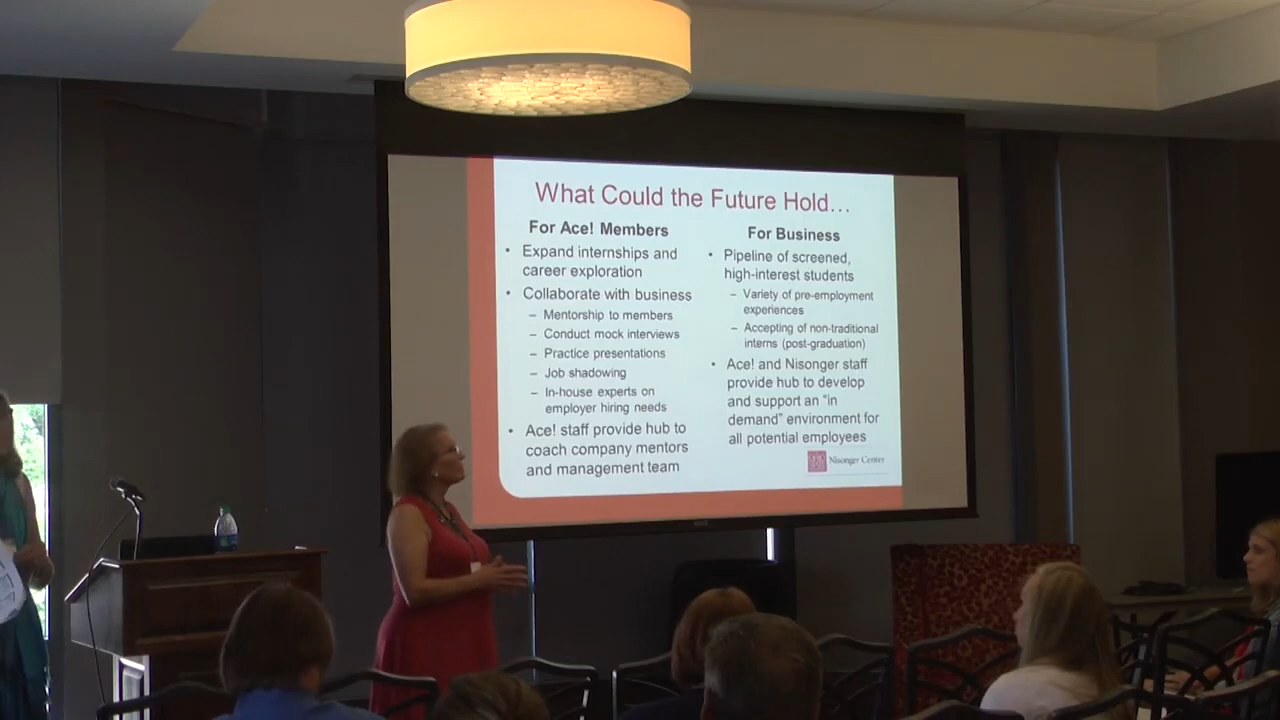 What Could the Future Hold…
For Ace! Members
• Expand internships and
career exploration
• Collaborate with business
– Mentorship to members
– Conduct mock interviews
– Practice presentations
– Job shadowing
– In-house experts on
employer hiring needs
• Ace! staff provide hub to
coach company mentors
and management team
For Business
• Pipeline of screened,
high-interest students
– Variety of pre-employment
experiences
– Accepting of non-traditional
interns (post-graduation)
• Ace! and Nisonger staff
provide hub to develop
and support an "in
demand" environment for
all potential employees
Nisonger Center